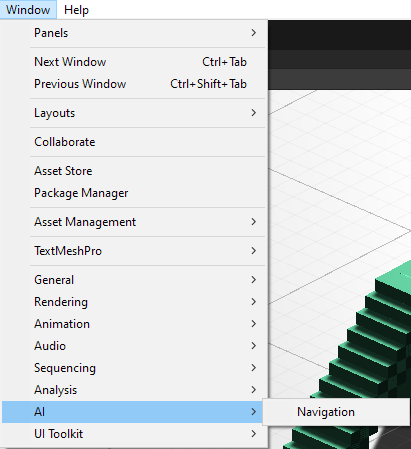 Window Help
Panels
Next Window Ctrl+Tab
Previous Window Ctrl+Shift+Tab
Layouts
Collaborate
Asset Store
Package Manager
Asset Management
TextMeshPro
General
Rendering
Animation
Audio
Sequencing
Analysis
AI Navigation
UI Toolkit